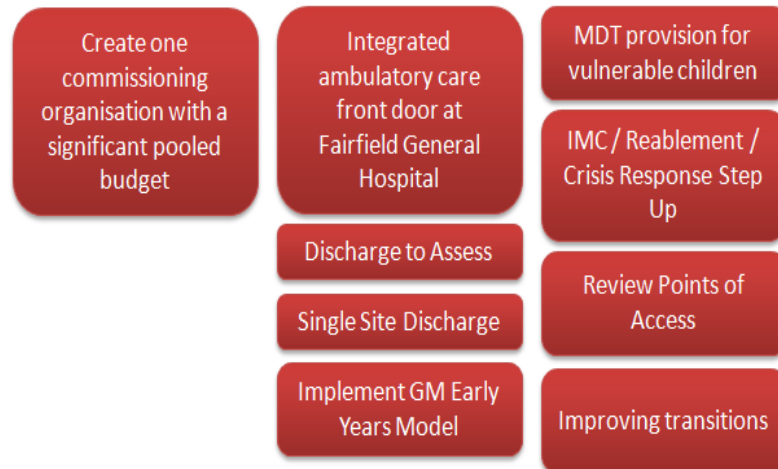 Create one
commissioning
organisation with a
significant pooled
budget
Integrated
ambulatory care
front door at
Fairfield General
Hospital
Discharge to Assess
Single Site Discharge
Implement GM Early
Years Model
MDT provision for
vulnerable children
IMC / Reablement /
Crisis Response Step
Up
Review Points of
Access
Improving transitions